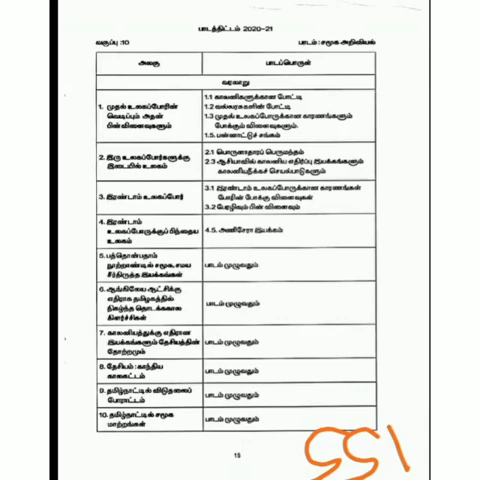 பாடத்திட்டம் 2020-21
வகுப்பு :10 பாடம் : சமூக அறிவியல்
அலகு பாடப்பொருள்
வரலாறு
1. முதல் உலகப்போரின்
வெடிப்பும் அதன்
பின்விளைவுகளும்
1.1 காலனிகளுக்கான போட்டி
1.2 வல்லரசுகளின் போட்டி
1.3 முதல் உலகப்போருக்கான காரணங்களும்
போக்கும் விளைவுகளும்.
1.5. பன்னாட்டுச் சங்கம்
2. இரு உலகப்போர்களுக்கு
இடையில் உலகம்
2.1 பொருளாதாரப் பெருமந்தம்
2.3 ஆசியாவில் காலனிய எதிர்ப்பு இயக்கங்களும்
காலனியநீக்கச் செயல்பாடுகளும்
3. இரண்டாம் உலகப்போர்
3.1 இரண்டாம் உலகப்போருக்கான காரணங்கள்
போரின் போக்கு விளைவுகள்
3.2 பேரழிவும் பின் விளைவும்
4. இரண்டாம்
உலகப்போருக்குப் பிந்தைய
உலகம்
4.5. அணிசேரா இயக்கம்
5. பத்தொன்பதாம்
நூற்றாண்டில் சமூக, சமய
சீர்திருத்த இயக்கங்கள்
பாடம் முழுவதும்
6. ஆங்கிலேய ஆட்சிக்கு
எதிராக தமிழகத்தில்
நிகழ்ந்த தொடக்ககால
கிளர்ச்சிகள்
பாடம் முழுவதும்
7. காலனியத்துக்கு எதிரான
இயக்கங்களும் தேசியத்தின்
தோற்றமும்
பாடம் முழுவதும்
8. தேசியம் : காந்திய
காலகட்டம்
பாடம் முழுவதும்
9. தமிழ்நாட்டில் விடுதலைப்
போராட்டம்
பாடம் முழுவதும்
10. தமிழ்நாட்டில் சமூக
மாற்றங்கள்
பாடம் முழுவதும்
15
155